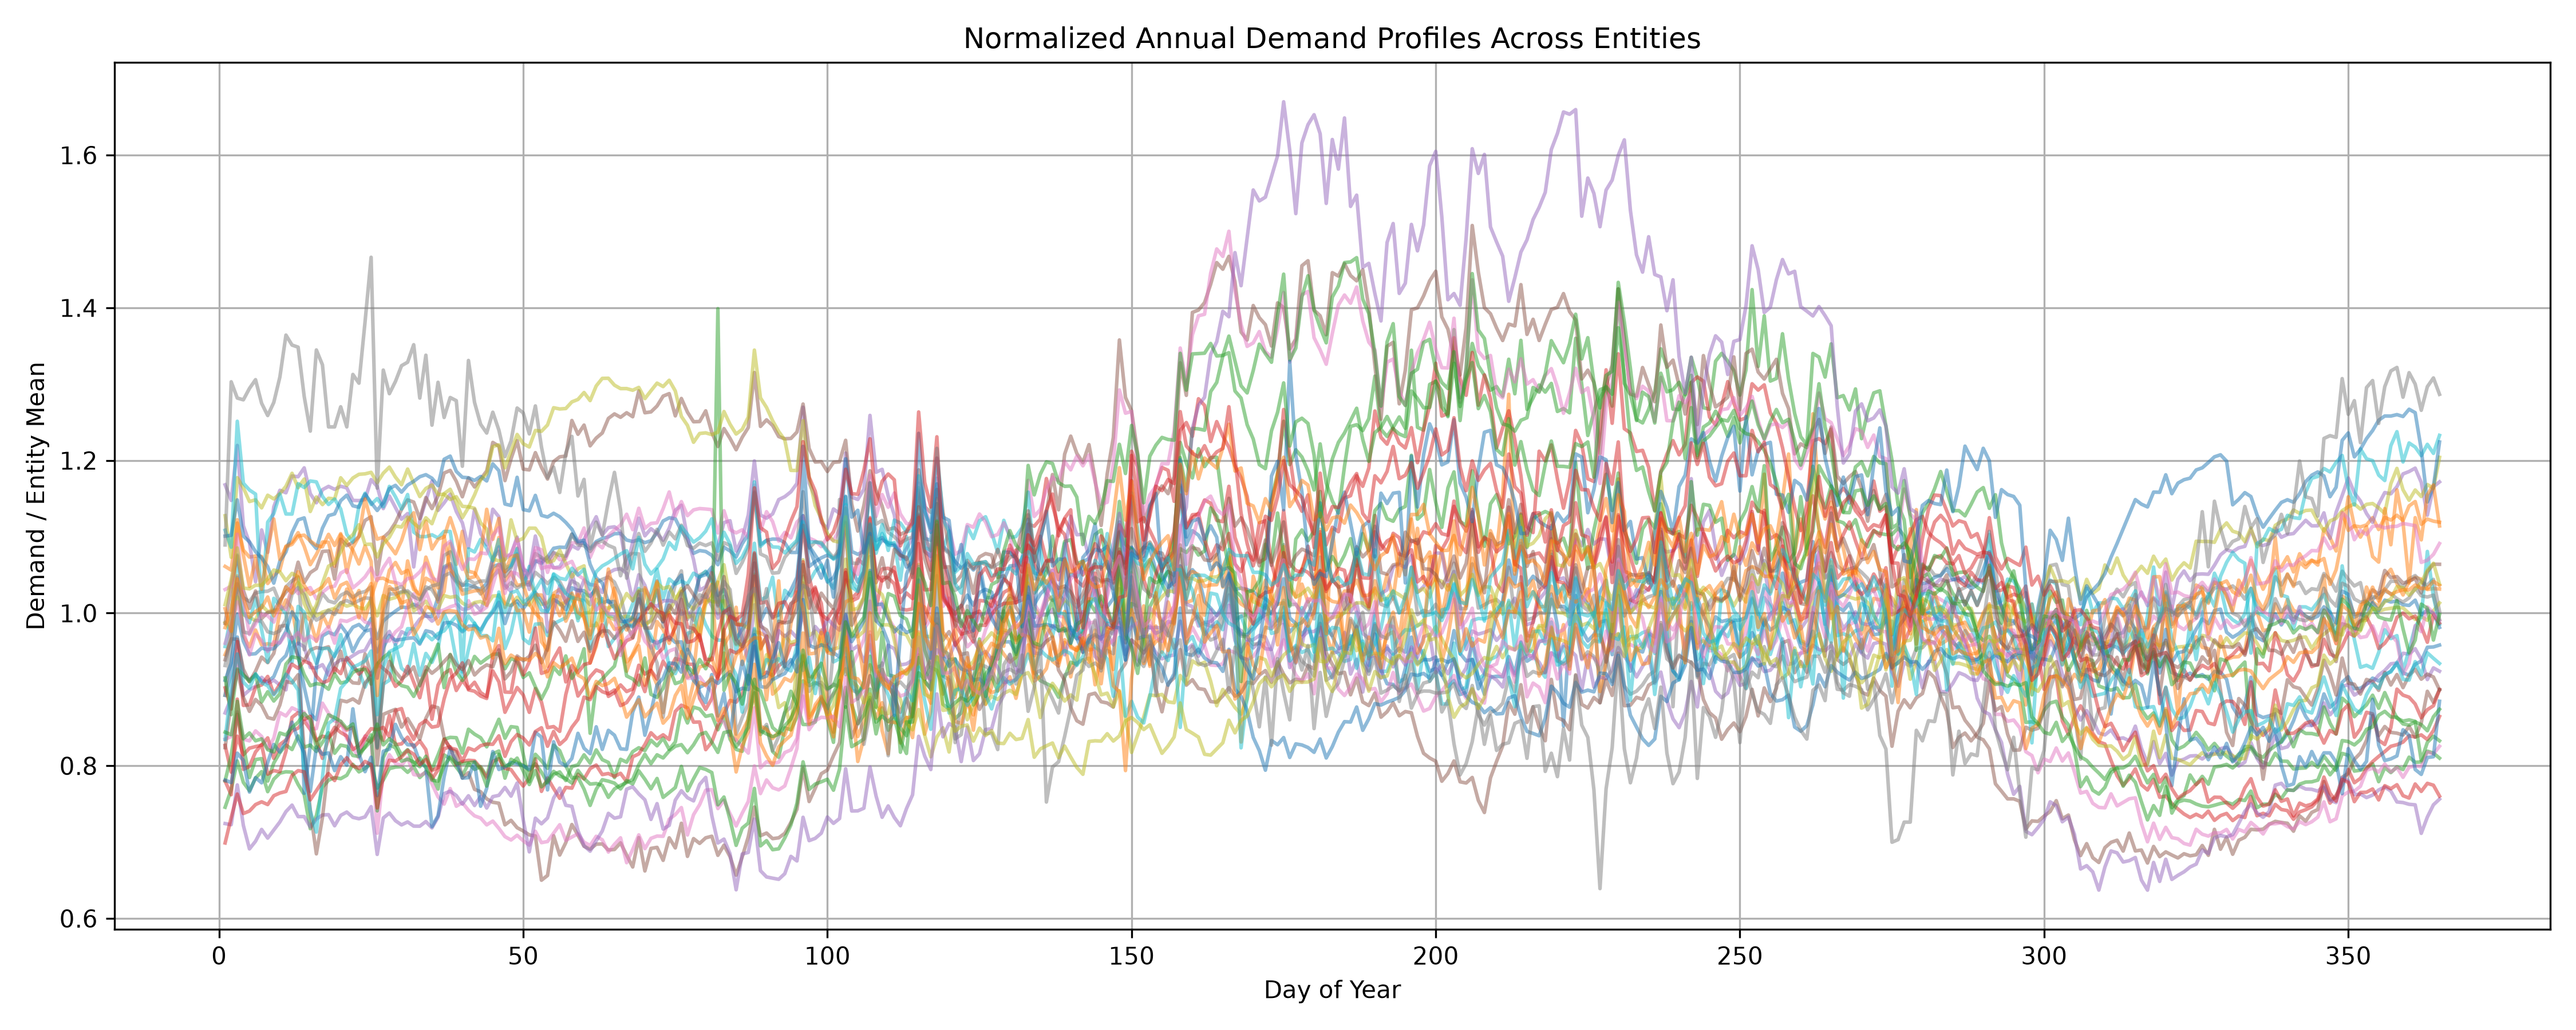 Normalized Annual Demand Profiles Across Entities
Demand / Entity Mean
1.6
1.4
1.2
1.0
0.8
0.6
0 50 100 150 200 250 300 350
Day of Year